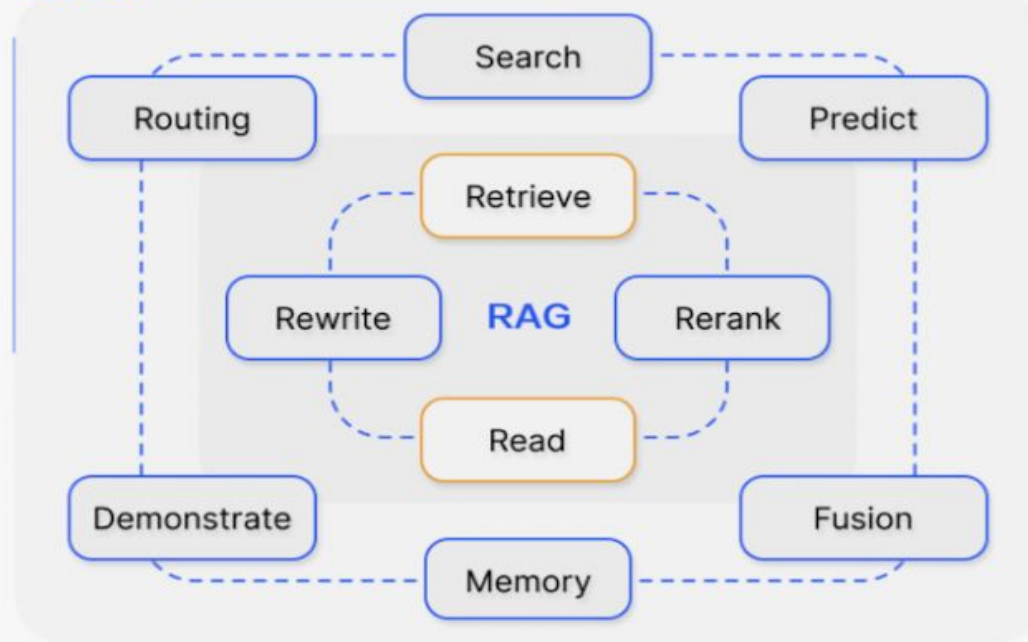 Search
Routing
Predict
Retrieve
Rewrite
RAG
Rerank
Read
Demonstrate
Fusion
Memory